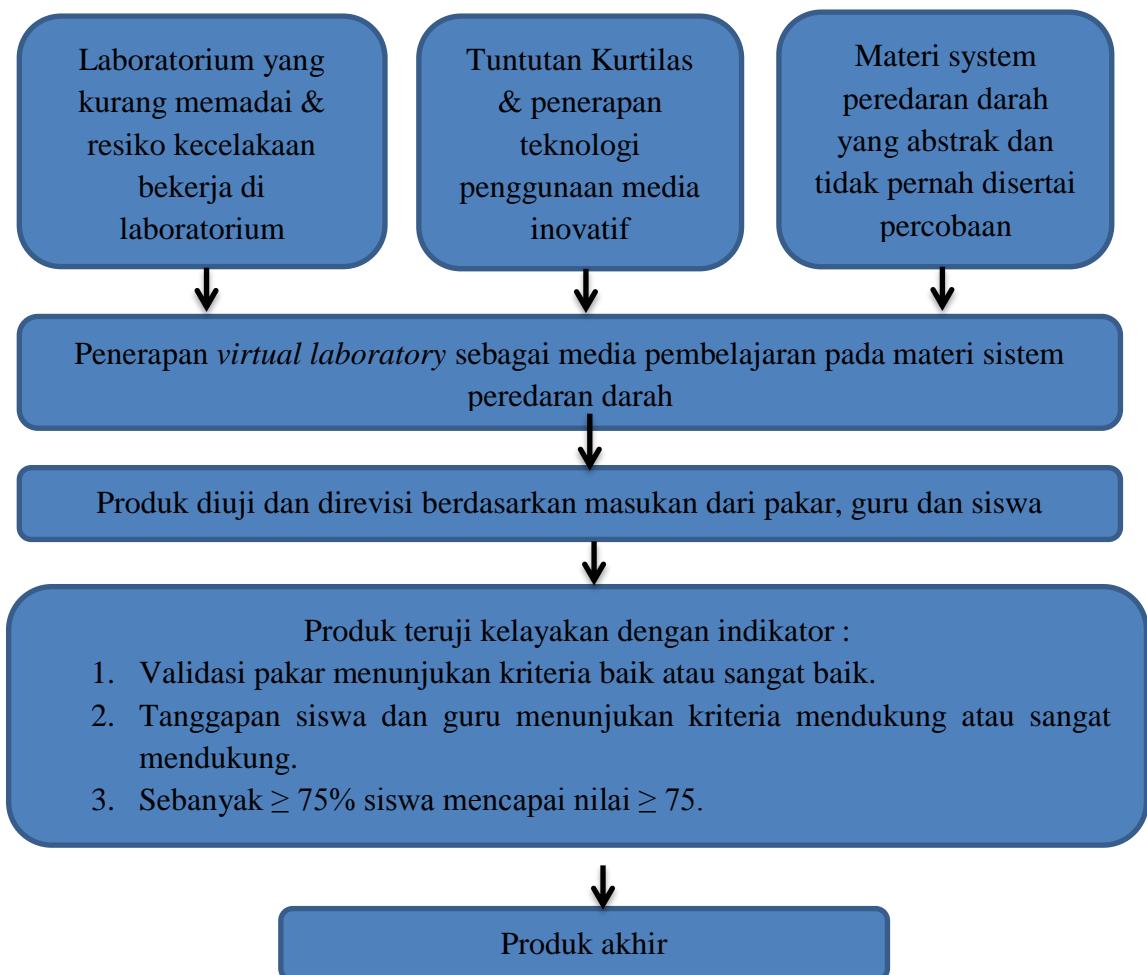 Laboratorium yang
kurang memadai &
resiko kecelakaan
bekerja di
laboratorium
Tuntutan Kurtilas
& penerapan
teknologi
penggunaan media
inovatif
Materi system
peredaran darah
yang abstrak dan
tidak pernah disertai
percobaan
Penerapan virtual laboratory sebagai media pembelajaran pada materi sistem
peredaran darah
Produk diuji dan direvisi berdasarkan masukan dari pakar, guru dan siswa
Produk teruji kelayakan dengan indikator :
1. Validasi pakar menunjukan kriteria baik atau sangat baik.
2. Tanggapan siswa dan guru menunjukan kriteria mendukung atau sangat
mendukung.
3. Sebanyak ≥ 75% siswa mencapai nilai ≥ 75.
Produk akhir